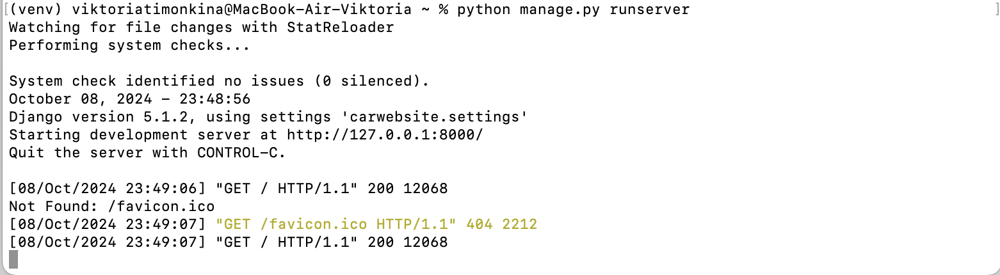 [(venv) viktoriatimonkina@MacBook-Air-Viktoria ~ % python manage.py runserver ]
Watching for file changes with StatReloader
Performing system checks...
System check identified no issues (0 silenced).
October 08, 2024 - 23:48:56
Django version 5.1.2, using settings 'carwebsite.settings'
Starting development server at http://127.0.0.1:8000/
Quit the server with CONTROL-C.
[08/Oct/2024 23:49:06] "GET / HTTP/1.1" 200 12068
Not Found: /favicon.ico
[08/Oct/2024 23:49:07] "GET /favicon.ico HTTP/1.1" 404 2212
[08/Oct/2024 23:49:07] "GET / HTTP/1.1" 200 12068